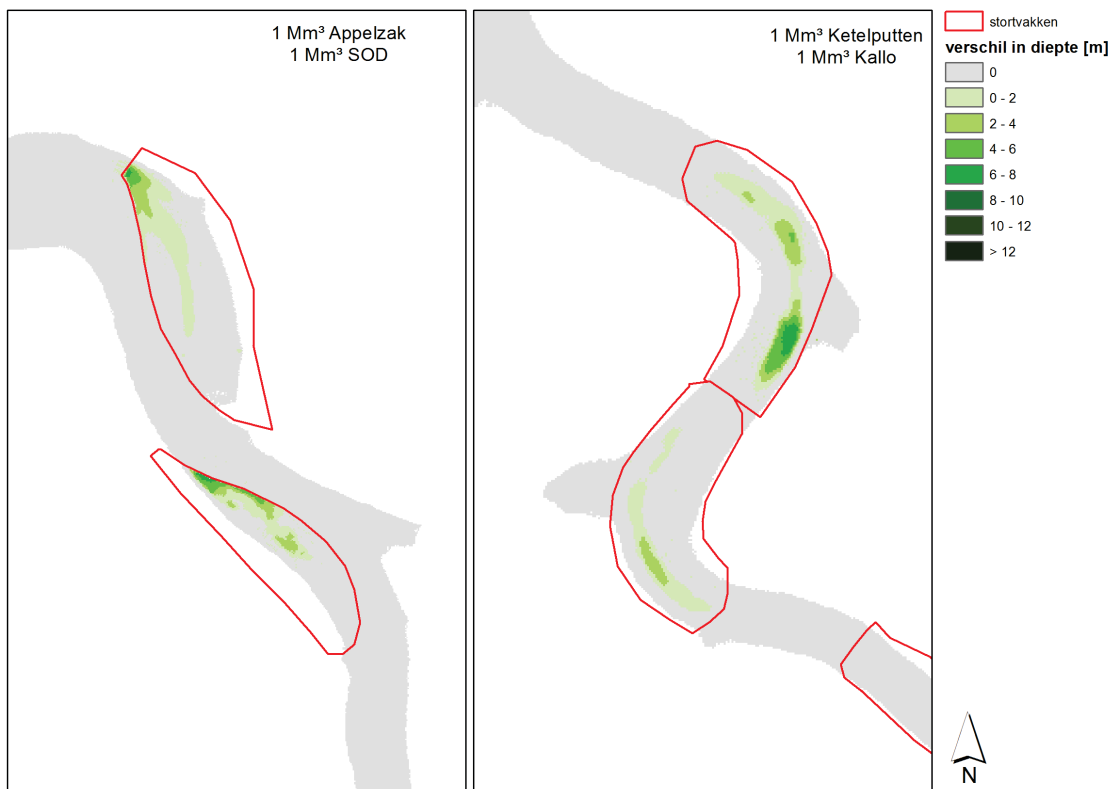 1 Mm³ Appelzak
1 Mm³ SOD
1 Mm³ Ketelputten
1 Mm³ Kallo
stortvakken
verschil in diepte [m]
0
0 - 2
2 - 4
4 - 6
6 - 8
8 - 10
10 - 12
> 12
N